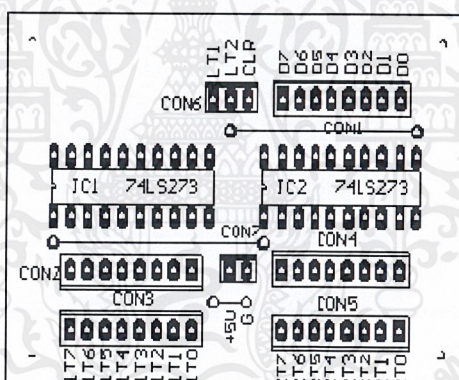 LT1
LT2
CLR
D7
D6
D5
D4
D3
D2
D1
D0
CON6
CON1
IC1 74LS273
IC2 74LS273
CON7
CON4
CON2
CON3
CON5
+5V
G
LT7
LT6
LT5
LT4
LT3
LT2
LT1
LT0
LT7
LT6
LT5
LT4
LT3
LT2
LT1
LT0